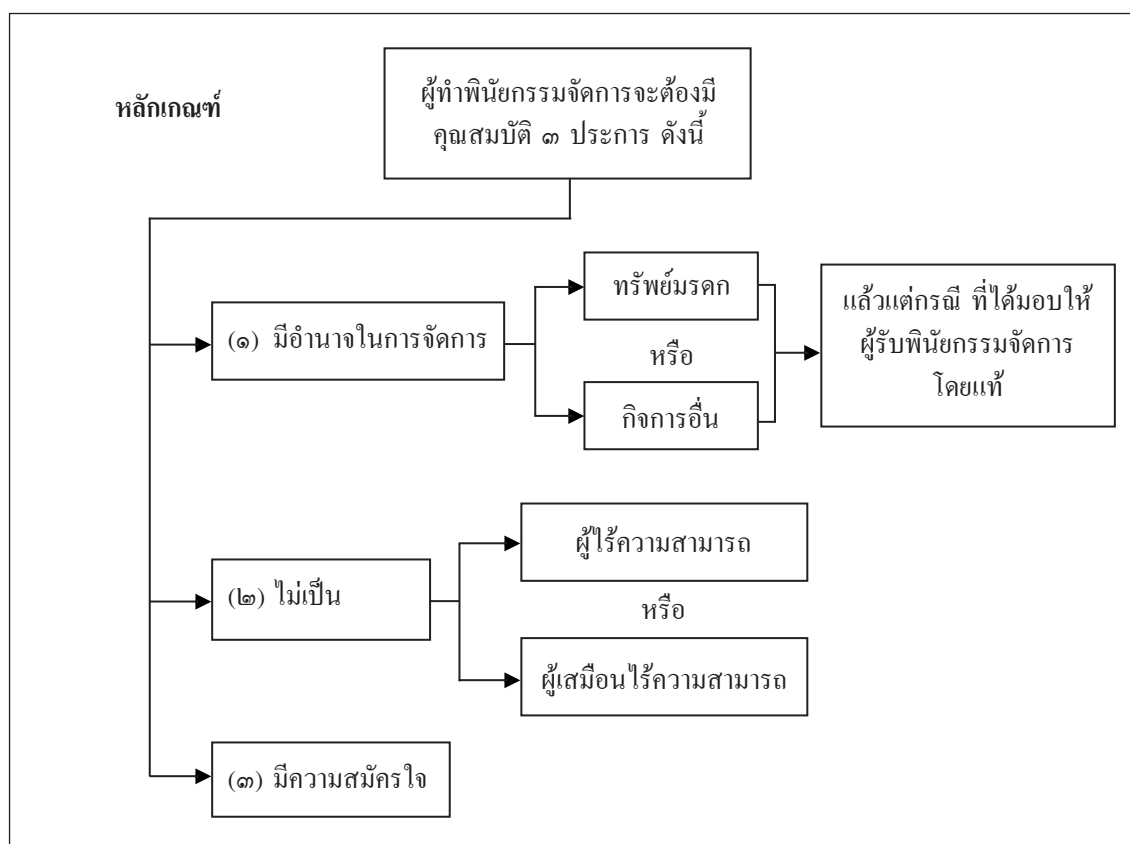 หลักเกณฑ์
ผู้ทำพินัยกรรมจัดการจะต้องมี
คุณสมบัติ ๓ ประการ ดังนี้
(๑) มีอำนาจในการจัดการ
ทรัพย์มรดก
หรือ
กิจการอื่น
แล้วแต่กรณี ที่ได้มอบให้
ผู้รับพินัยกรรมจัดการ
โดยแท้
(๒) ไม่เป็น
ผู้ไร้ความสามารถ
หรือ
ผู้เสมือนไร้ความสามารถ
(๓) มีความสมัครใจ